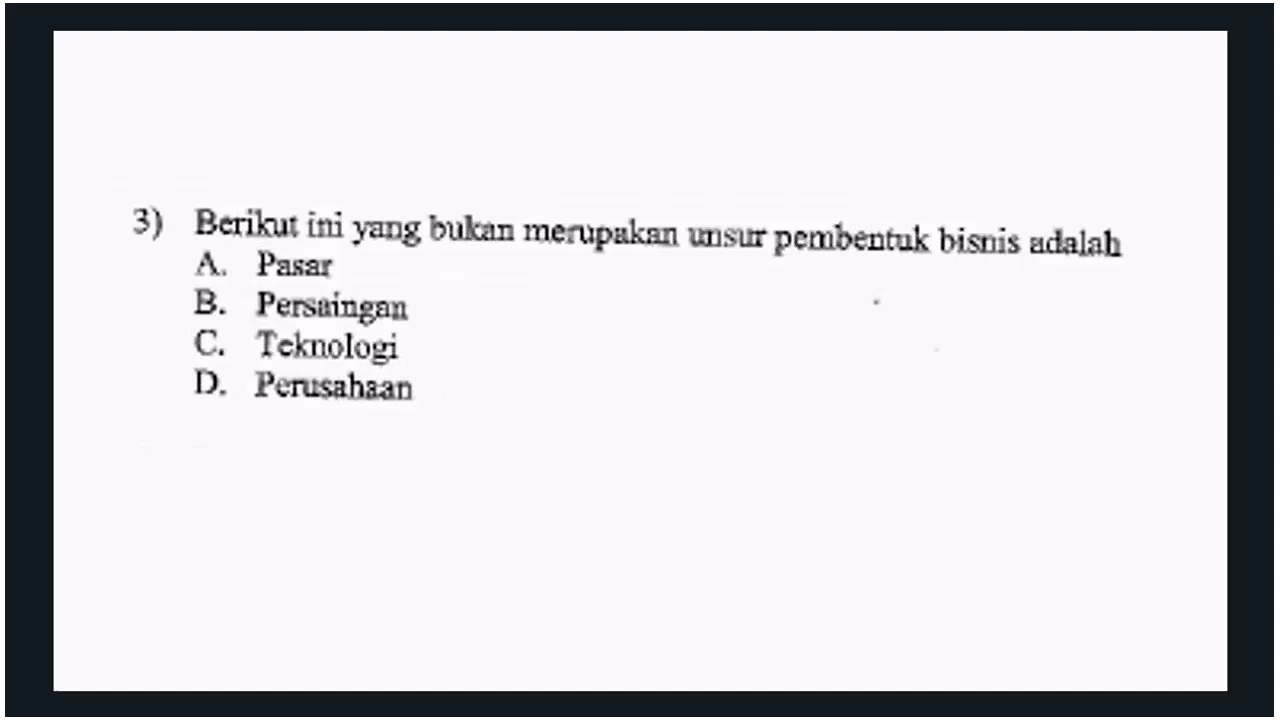 3) Berikut ini yang bukan merupakan unsur pembentuk bisnis adalah
A. Pasar
B. Persaingan
C. Teknologi
D. Perusahaan